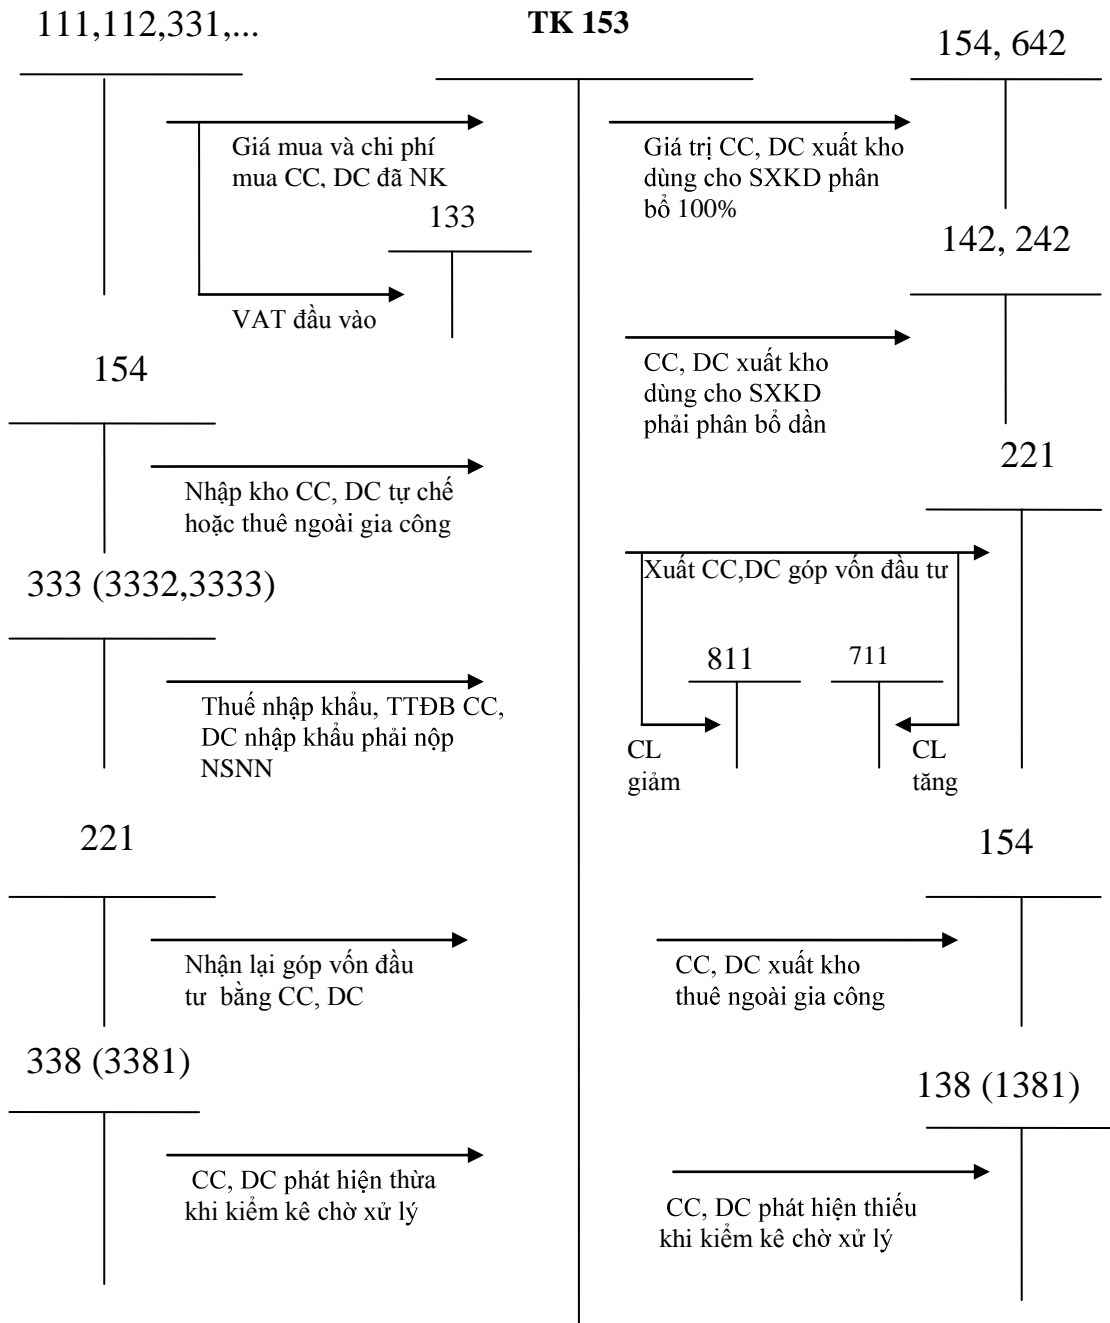 111,112,331,...
TK 153
154, 642
Giá mua và chi phí
mua CC, DC đã NK
133
VAT đầu vào
Giá trị CC, DC xuất kho
dùng cho SXKD phân
bổ 100%
142, 242
CC, DC xuất kho
dùng cho SXKD
phải phân bổ dần
154
Nhập kho CC, DC tự chế
hoặc thuê ngoài gia công
221
Xuất CC,DC góp vốn đầu tư
811
711
CL
giảm
CL
tăng
333 (3332,3333)
Thuế nhập khẩu, TTĐB CC,
DC nhập khẩu phải nộp
NSNN
221
Nhận lại góp vốn đầu
tư bằng CC, DC
154
CC, DC xuất kho
thuê ngoài gia công
338 (3381)
CC, DC phát hiện thừa
khi kiểm kê chờ xử lý
138 (1381)
CC, DC phát hiện thiếu
khi kiểm kê chờ xử lý